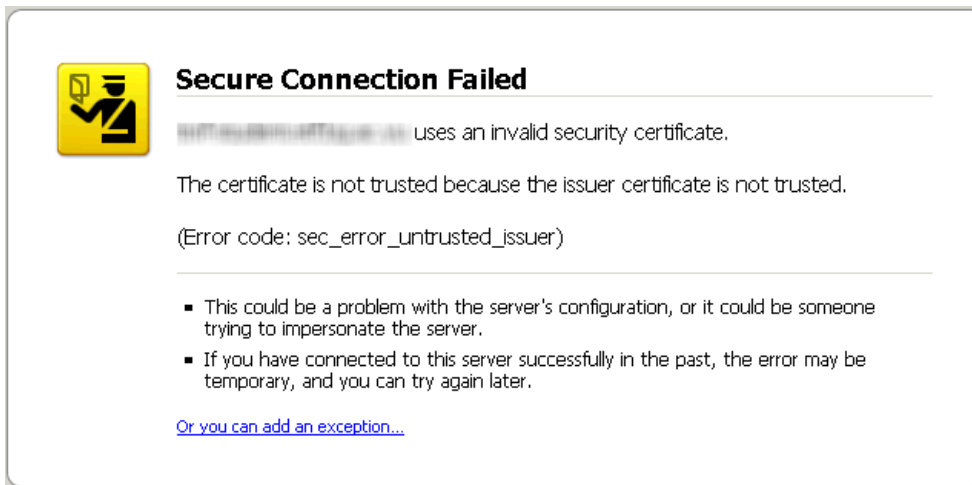 Secure Connection Failed
uses an invalid security certificate.
The certificate is not trusted because the issuer certificate is not trusted.
(Error code: sec_error_untrusted_issuer)
▪ This could be a problem with the server's configuration, or it could be someone
trying to impersonate the server.
▪ If you have connected to this server successfully in the past, the error may be
temporary, and you can try again later.
Or you can add an exception...